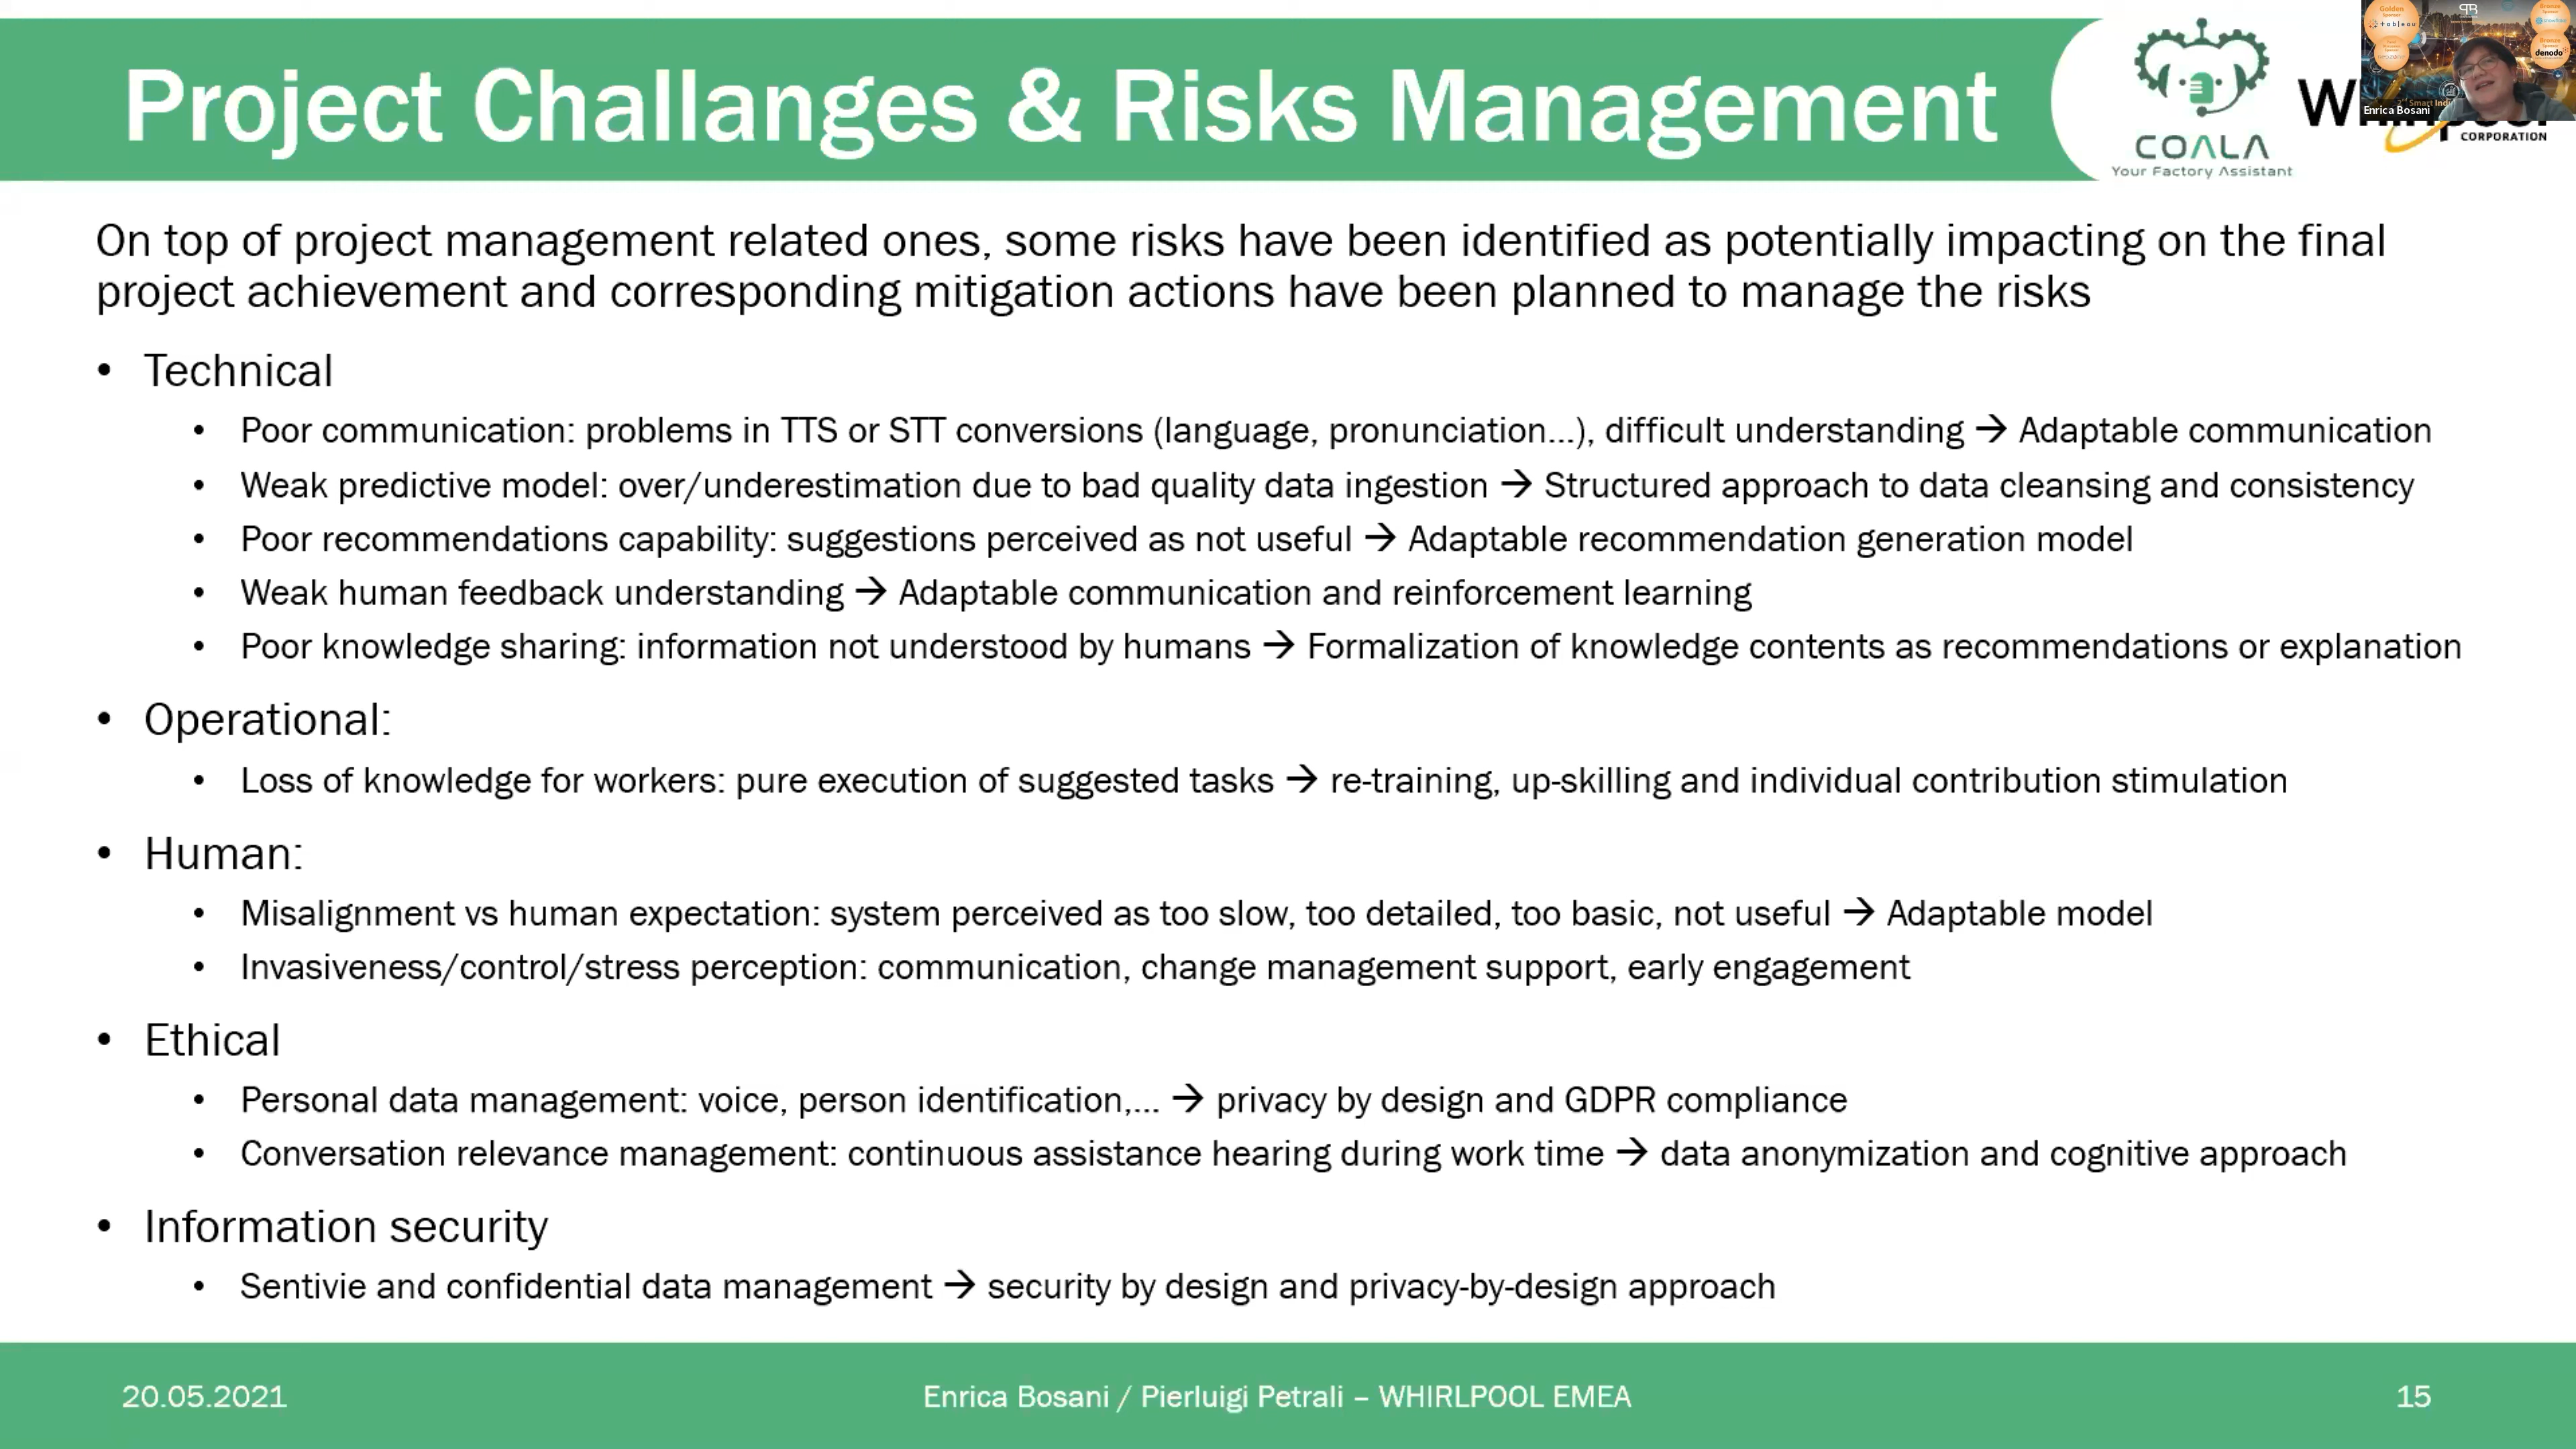 Project Challanges & Risks Management
COALA
Your Factory Assistant
CORPORATION
Golden
Sponsor
+ableau
Bronze
Sponsor
Bronze
Sponsor
denodo
Enrica Bosani
On top of project management related ones, some risks have been identified as potentially impacting on the final
project achievement and corresponding mitigation actions have been planned to manage the risks
• Technical
• Poor communication: problems in TTS or STT conversions (language, pronunciation...), difficult understanding → Adaptable communication
• Weak predictive model: over/underestimation due to bad quality data ingestion → Structured approach to data cleansing and consistency
• Poor recommendations capability: suggestions perceived as not useful → Adaptable recommendation generation model
• Weak human feedback understanding → Adaptable communication and reinforcement learning
• Poor knowledge sharing: information not understood by humans → Formalization of knowledge contents as recommendations or explanation
• Operational:
• Loss of knowledge for workers: pure execution of suggested tasks → re-training, up-skilling and individual contribution stimulation
• Human:
• Misalignment vs human expectation: system perceived as too slow, too detailed, too basic, not useful → Adaptable model
• Invasiveness/control/stress perception: communication, change management support, early engagement
• Ethical
• Personal data management: voice, person identification,... → privacy by design and GDPR compliance
• Conversation relevance management: continuous assistance hearing during work time → data anonymization and cognitive approach
• Information security
• Sentivie and confidential data management → security by design and privacy-by-design approach
20.05.2021
Enrica Bosani / Pierluigi Petrali – WHIRLPOOL EMEA
15